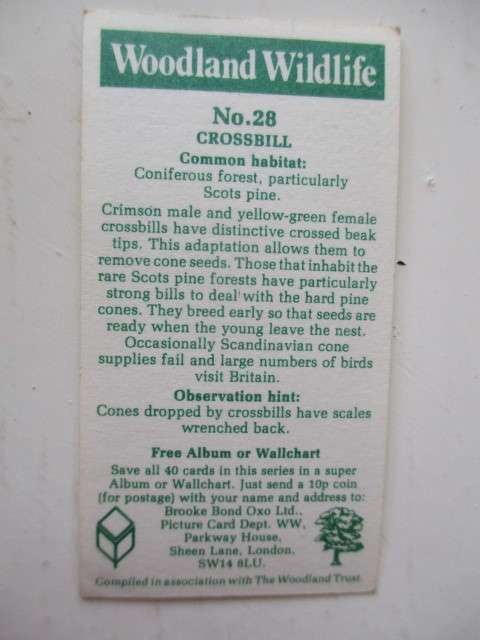 Woodland Wildlife
No.28
CROSSBILL
Common habitat:
Coniferous forest, particularly
Scots pine.
Crimson male and yellow-green female
crossbills have distinctive crossed beak
tips. This adaptation allows them to
remove cone seeds. Those that inhabit the
rare Scots pine forests have particularly
strong bills to deal with the hard pine
cones. They breed early so that seeds are
ready when the young leave the nest.
Occasionally Scandinavian cone
supplies fail and large numbers of birds
visit Britain.
Observation hint:
Cones dropped by crossbills have scales
wrenched back.
Free Album or Wallchart
Save all 40 cards in this series in a super
Album or Wallchart. Just send a 10p coin
(for postage) with your name and address to:
Brooke Bond Oxo Ltd.,
Picture Card Dept. WW,
Parkway House,
Sheen Lane, London.
SW14 8LU.
Compiled in association with The Woodland Trust.